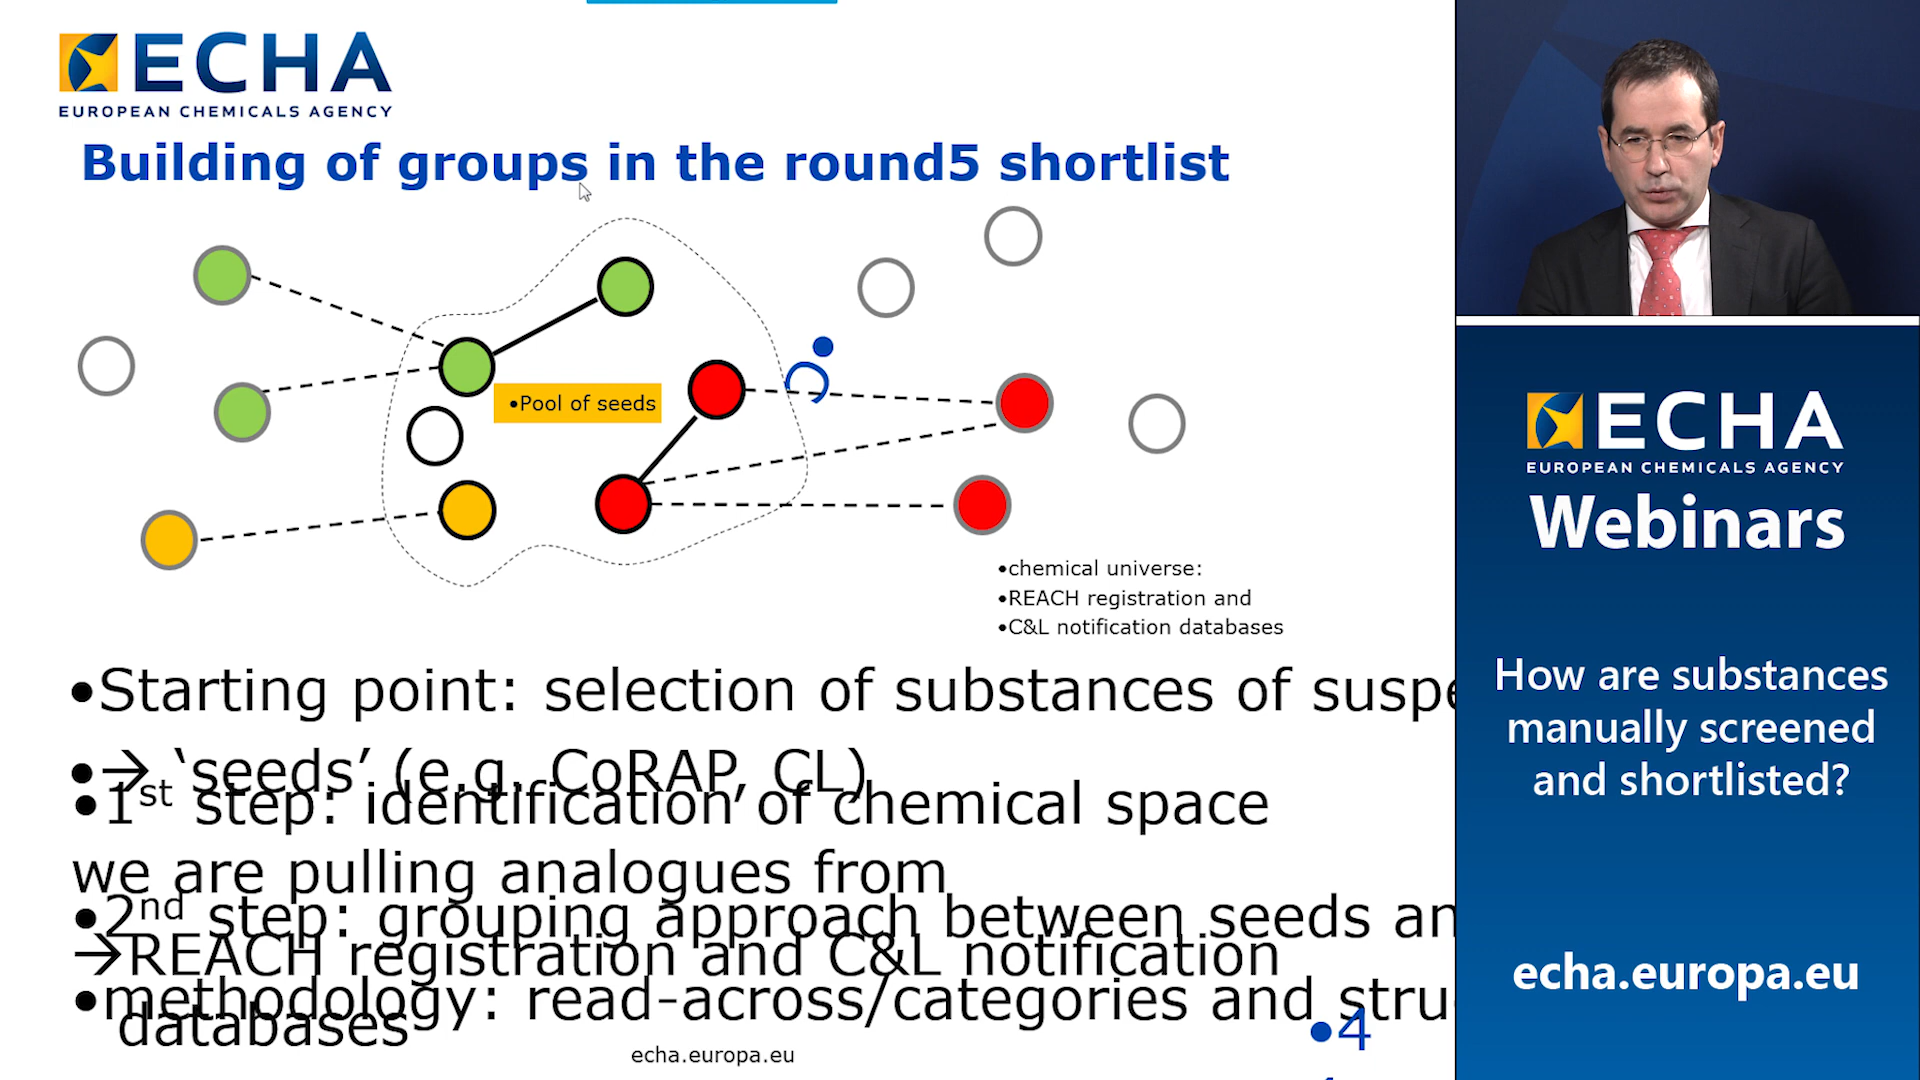 ECHA
EUROPEAN CHEMICALS AGENCY
Building of groups in the round5 shortlist
•Pool of seeds
•chemical universe:
•REACH registration and
•C&L notification databases
•Starting point: selection of substances of suspe
•→ ‘seeds’ (e.g. CoRAP, CL)
•1st step: identification of chemical space
we are pulling analogues from
•2nd step: grouping approach between seeds an
→REACH registration and C&L notification
•methodology: read-across/categories and stru
databases
•4
echa.europa.eu
ECHA
EUROPEAN CHEMICALS AGENCY
Webinars
How are substances
manually screened
and shortlisted?
echa.europa.eu